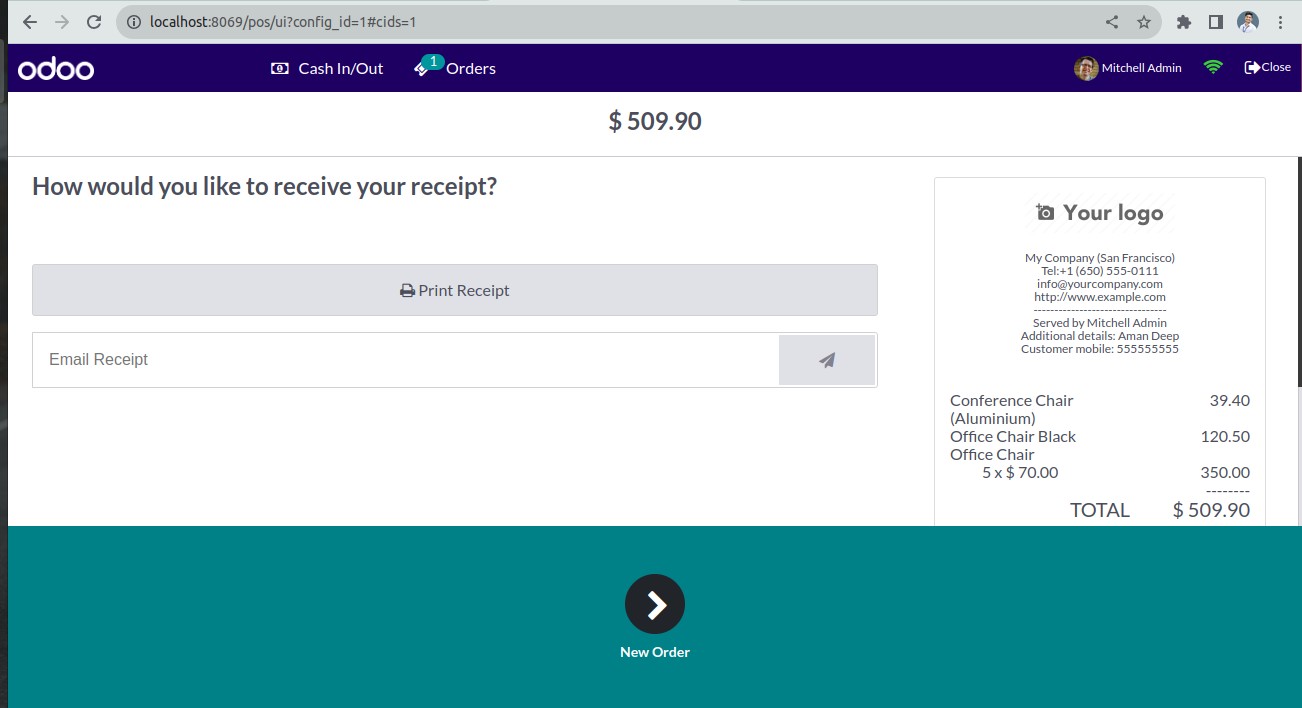 localhost:8069/pos/ui?config_id=1#cids=1
odoo
Cash In/Out
1
Orders
Mitchell Admin
Close
$ 509.90
How would you like to receive your receipt?
Print Receipt
Email Receipt
Your logo
My Company (San Francisco)
Tel:+1 (650) 555-0111
info@yourcompany.com
http://www.example.com
--------------------------------
Served by Mitchell Admin
Additional details: Aman Deep
Customer mobile: 555555555
Conference Chair 39.40
(Aluminium)
Office Chair Black 120.50
Office Chair
5 x $ 70.00 350.00
--------
TOTAL $ 509.90
New Order